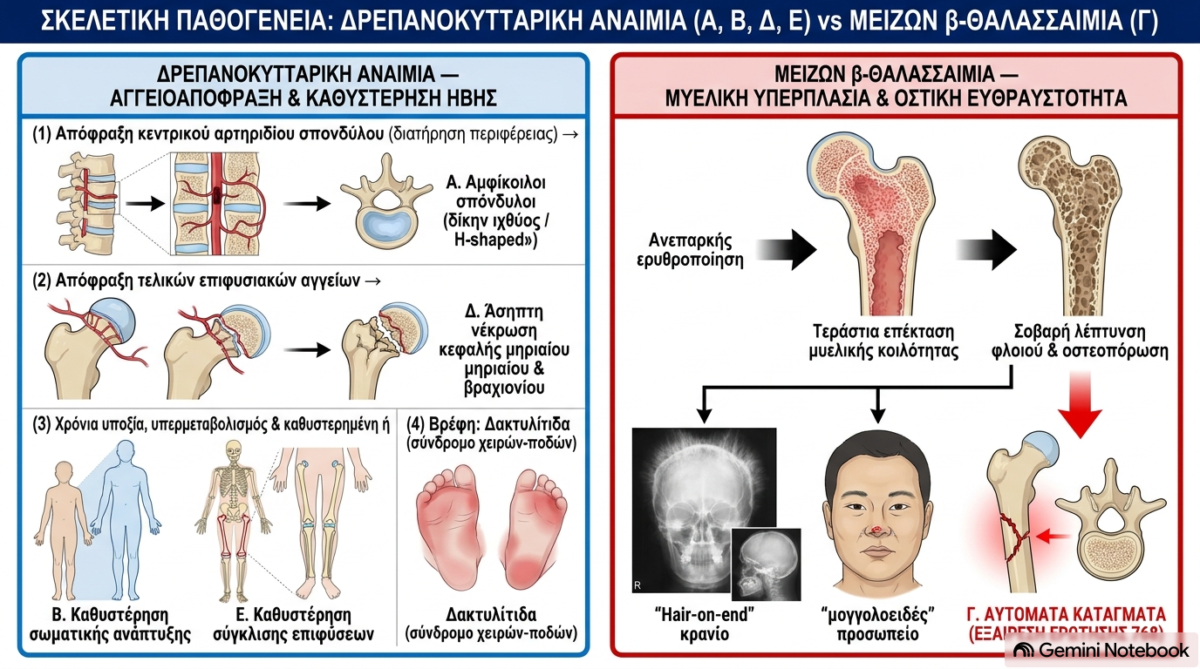 ΣΚΕΛΕΤΙΚΗ ΠΑΘΟΓΕΝΕΙΑ: ΔΡΕΠΑΝΟΚΥΤΤΑΡΙΚΗ ΑΝΑΙΜΙΑ (Α, Β, Δ, Ε) vs ΜΕΙΖΩΝ β-ΘΑΛΑΣΣΑΙΜΙΑ (Γ)
ΔΡΕΠΑΝΟΚΥΤΤΑΡΙΚΗ ΑΝΑΙΜΙΑ —
ΑΓΓΕΙΟΑΠΟΦΡΑΞΗ & ΚΑΘΥΣΤΕΡΗΣΗ ΗΒΗΣ
(1) Απόφραξη κεντρικού αρτηριδίου σπονδύλου (διατήρηση περιφέρειας) →
Α. Αμφίκοιλοι
σπόνδυλοι
(δίκην ιχθύος /
H-shaped»)
(2) Απόφραξη τελικών επιφυσιακών αγγείων →
Δ. Άσηπτη
νέκρωση
κεφαλής μηριαίου
μηριαίου &
βραχιονίου
(3) Χρόνια υποξία, υπερμεταβολισμός & καθυστερημένη ή
Β. Καθυστέρηση
σωματικής ανάπτυξης
Ε. Καθυστέρηση
σύγκλισης επιφύσεων
(4) Βρέφη: Δακτυλίτιδα
(σύνδρομο χειρών-ποδών)
Δακτυλίτιδα
(σύνδρομο χειρών-ποδών)
ΜΕΙΖΩΝ β-ΘΑΛΑΣΣΑΙΜΙΑ —
ΜΥΕΛΙΚΗ ΥΠΕΡΠΛΑΣΙΑ & ΟΣΤΙΚΗ ΕΥΘΡΑΥΣΤΟΤΗΤΑ
Ανεπαρκής
ερυθροποίηση
Τεράστια επέκταση
μυελικής κοιλότητας
Σοβαρή λέπτυνση
φλοιού & οστεοπόρωση
R
"Hair-on-end"
κρανίο
"μογγολοειδές"
προσωπείο
Γ. ΑΥΤΟΜΑΤΑ ΚΑΤΑΓΜΑΤΑ
(ΕΞΑΙΡΕΣΗ ΕΡΩΤΗΣΗΣ 768)
Gemini Notebook